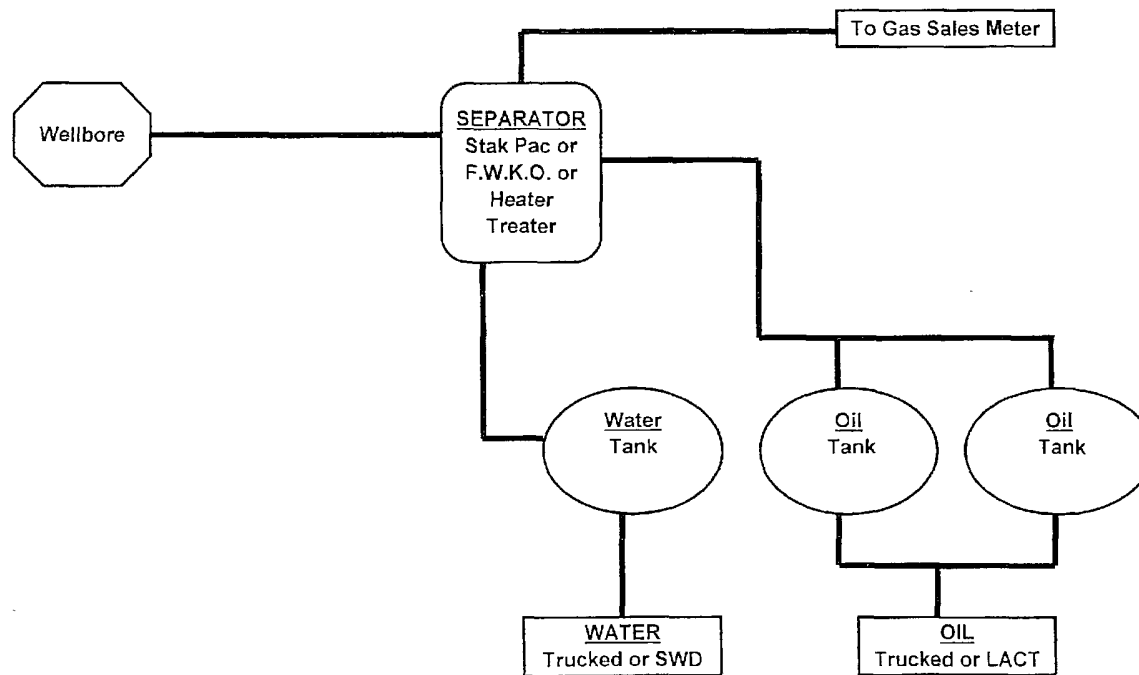 To Gas Sales Meter
Wellbore
SEPARATOR
Stak Pac or
F.W.K.O. or
Heater
Treater
Water
Tank
Oil
Tank
Oil
Tank
WATER
Trucked or SWD
OIL
Trucked or LACT